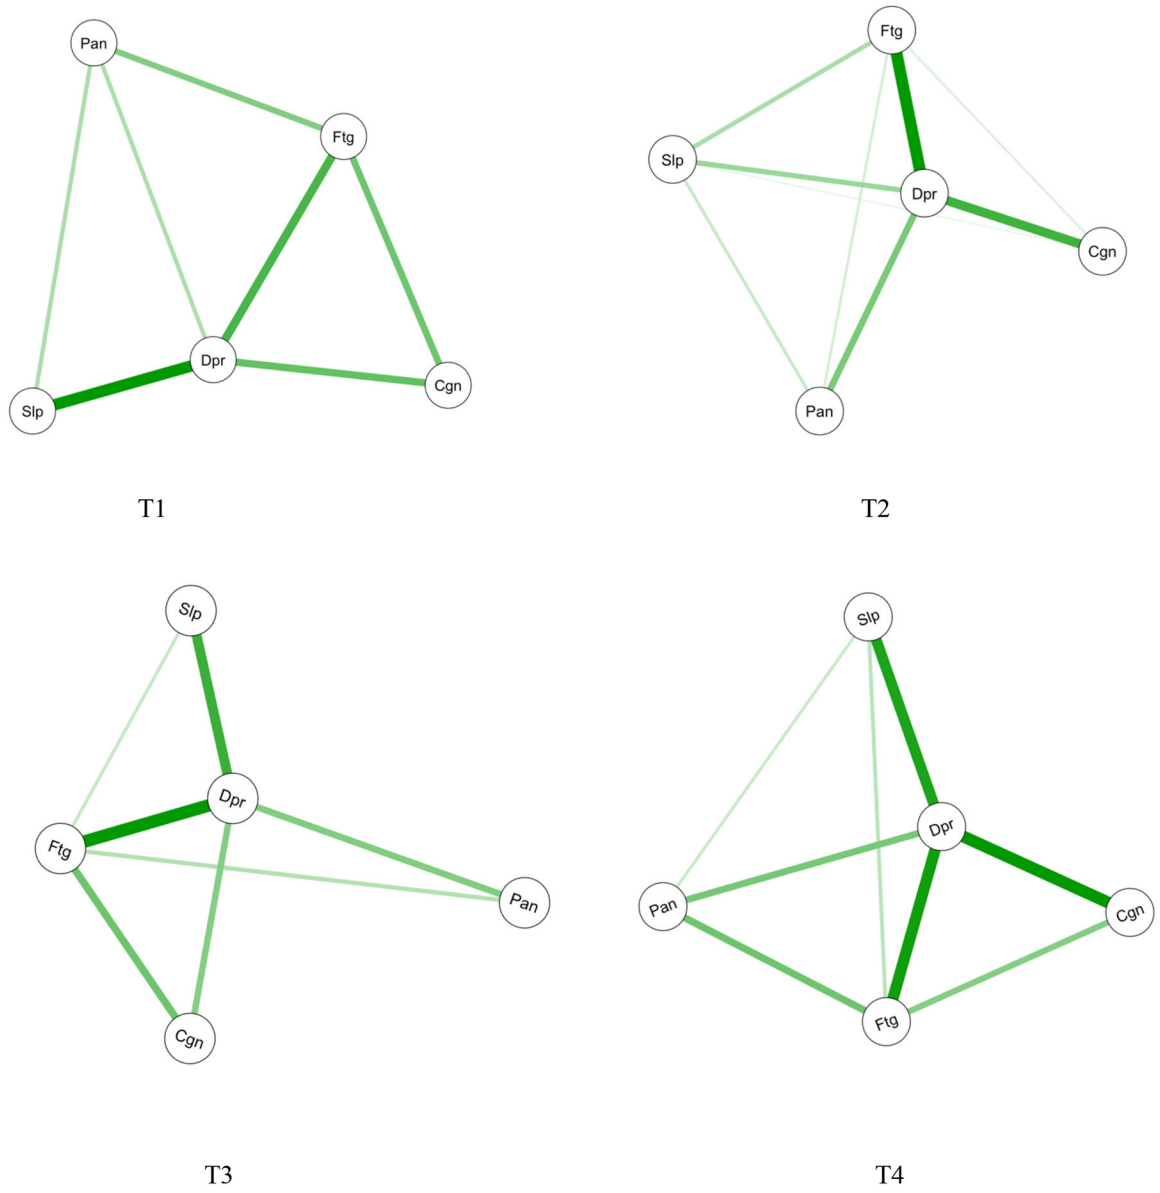 Pan
Ftg
Dpr
Cgn
Slp
T1
Ftg
Slp
Dpr
Cgn
Pan
T2
Slp
Dpr
Ftg
Pan
Cgn
T3
Slp
Dpr
Pan
Cgn
Ftg
T4